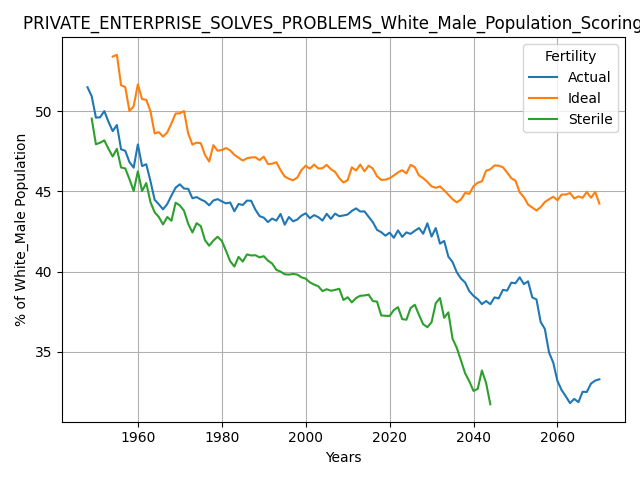 PRIVATE_ENTERPRISE_SOLVES_PROBLEMS_White_Male_Population_Scoring
Fertility
Actual
Ideal
Sterile
% of White_Male Population
50
45
40
35
1960
1980
2000
2020
2040
2060
Years